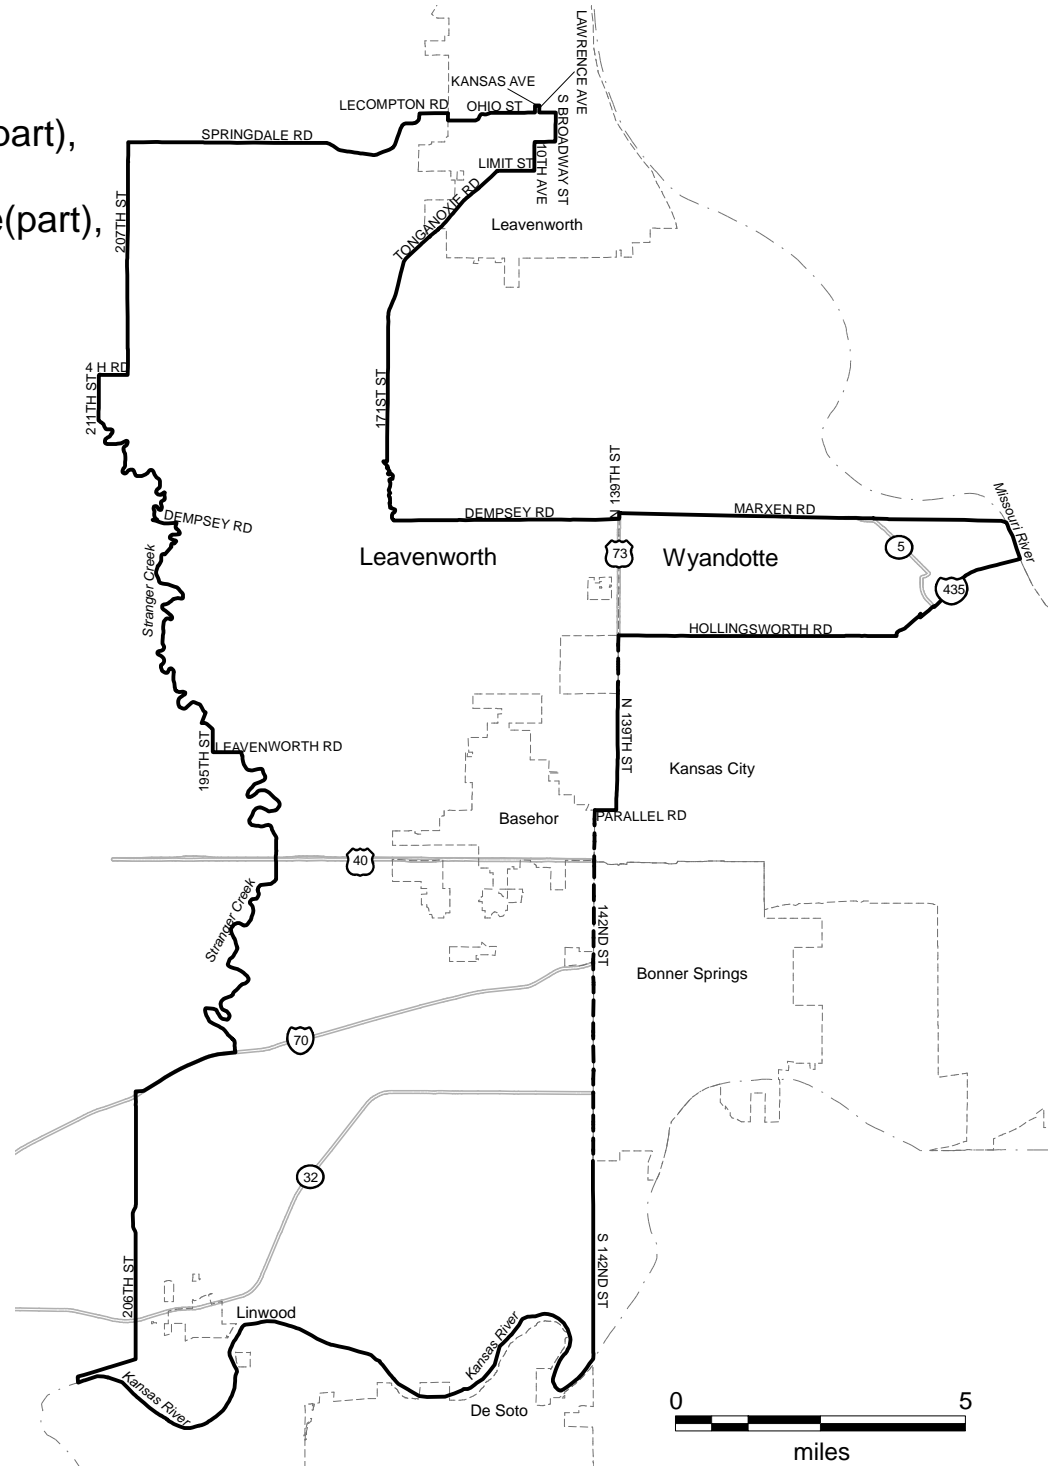 KANSAS AVE
LAWRENCE AVE
LECOMPTON RD
OHIO ST
S BROADWAY ST
part),
SPRINGDALE RD
10TH AVE
LIMIT ST
TONGANOXIE RD
207TH ST
e(part),
Leavenworth
4 H RD
211TH ST
171ST ST
N 139TH ST
Missouri River
DEMPSEY RD
DEMPSEY RD
MARXEN RD
Leavenworth
73
Wyandotte
5
Stranger Creek
435
HOLLINGSWORTH RD
N 139TH ST
195TH ST
LEAVENWORTH RD
Kansas City
Basehor
PARALLEL RD
40
Stranger Creek
142ND ST
Bonner Springs
70
32
S 142ND ST
206TH ST
Linwood
Kansas River
Kansas River
De Soto
0 5
miles